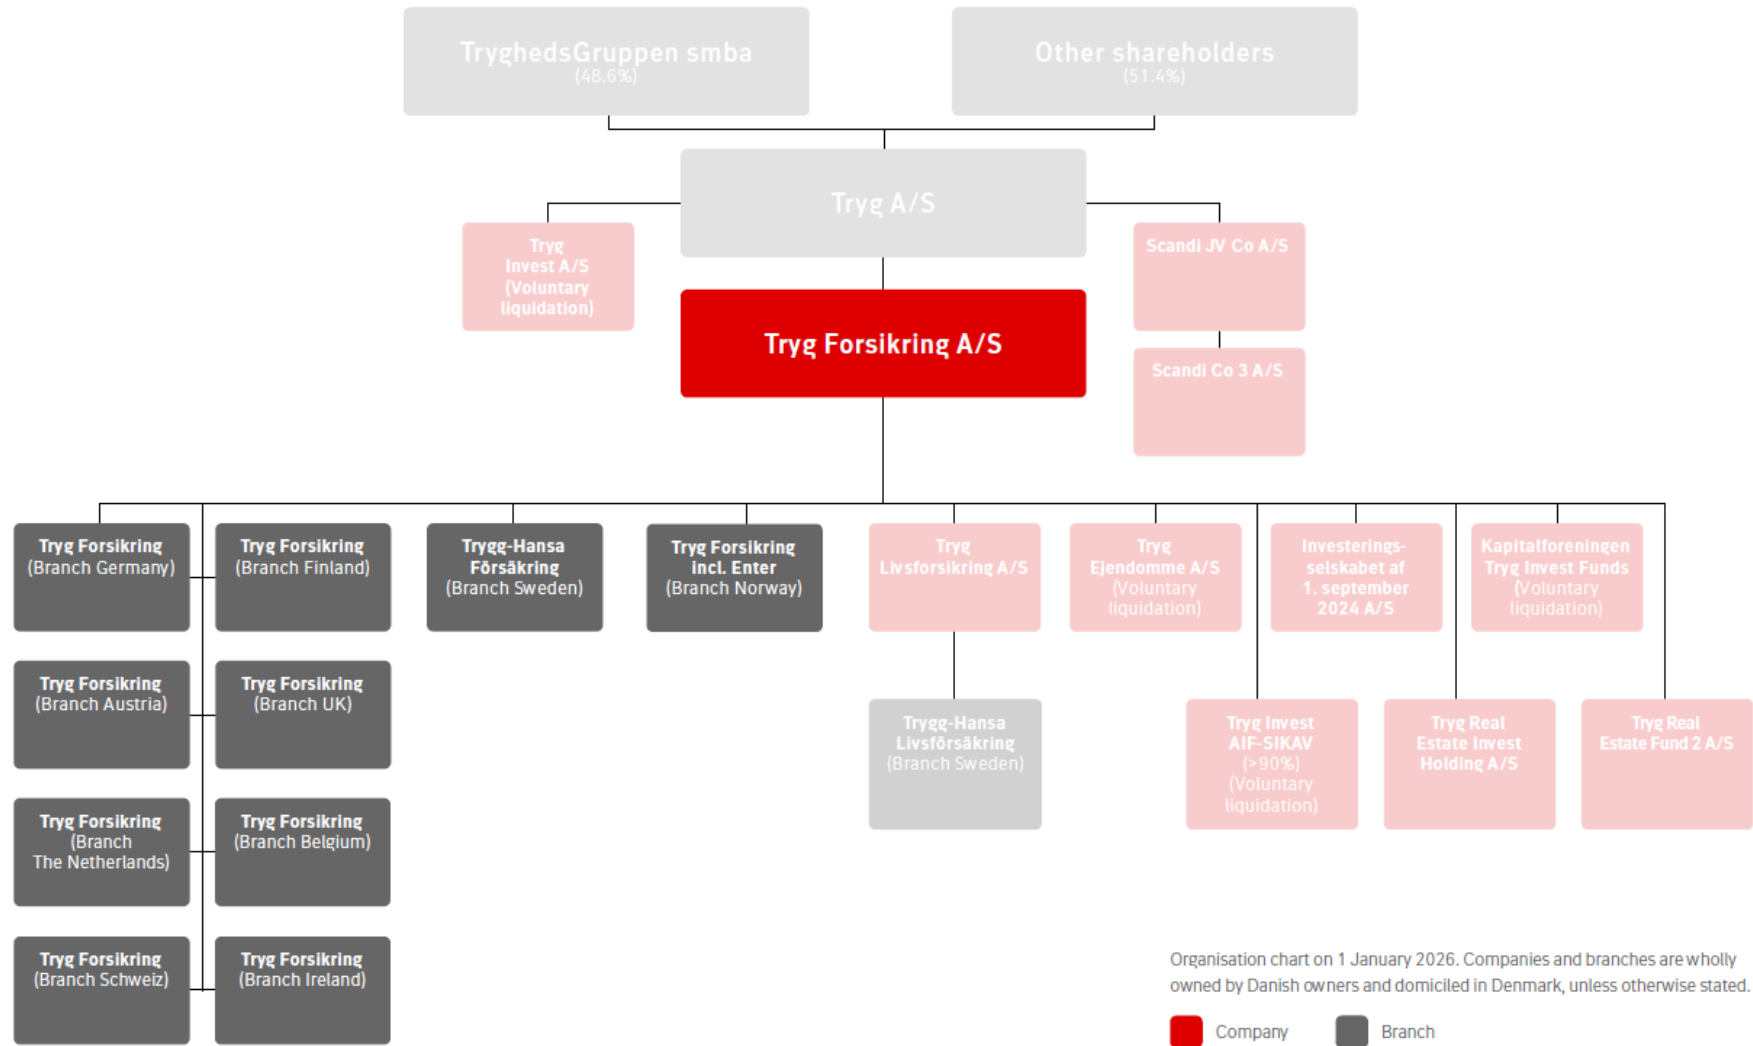 TryghedsGruppen smba
(48.6%)
Other shareholders
(51.4%)
Tryg A/S
Tryg
Invest A/S
(Voluntary
liquidation)
Scandi JV Co A/S
Tryg Forsikring A/S
Scandi Co 3 A/S
Tryg Forsikring
(Branch Germany)
Tryg Forsikring
(Branch Finland)
Trygg-Hansa
Försäkring
(Branch Sweden)
Tryg Forsikring
incl. Enter
(Branch Norway)
Tryg
Livsforsikring A/S
Tryg
Ejendomme A/S
(Voluntary
liquidation)
Investerings-
selskabet af
1. september
2024 A/S
Kapitalforeningen
Tryg Invest Funds
(Voluntary
liquidation)
Tryg Forsikring
(Branch Austria)
Tryg Forsikring
(Branch UK)
Trygg-Hansa
Livsförsäkring
(Branch Sweden)
Tryg Invest
AIF-SIKAV
(>90%)
(Voluntary
liquidation)
Tryg Real
Estate Invest
Holding A/S
Tryg Real
Estate Fund 2 A/S
Tryg Forsikring
(Branch
The Netherlands)
Tryg Forsikring
(Branch Belgium)
Tryg Forsikring
(Branch Schweiz)
Tryg Forsikring
(Branch Ireland)
Organisation chart on 1 January 2026. Companies and branches are wholly
owned by Danish owners and domiciled in Denmark, unless otherwise stated.
Company
Branch